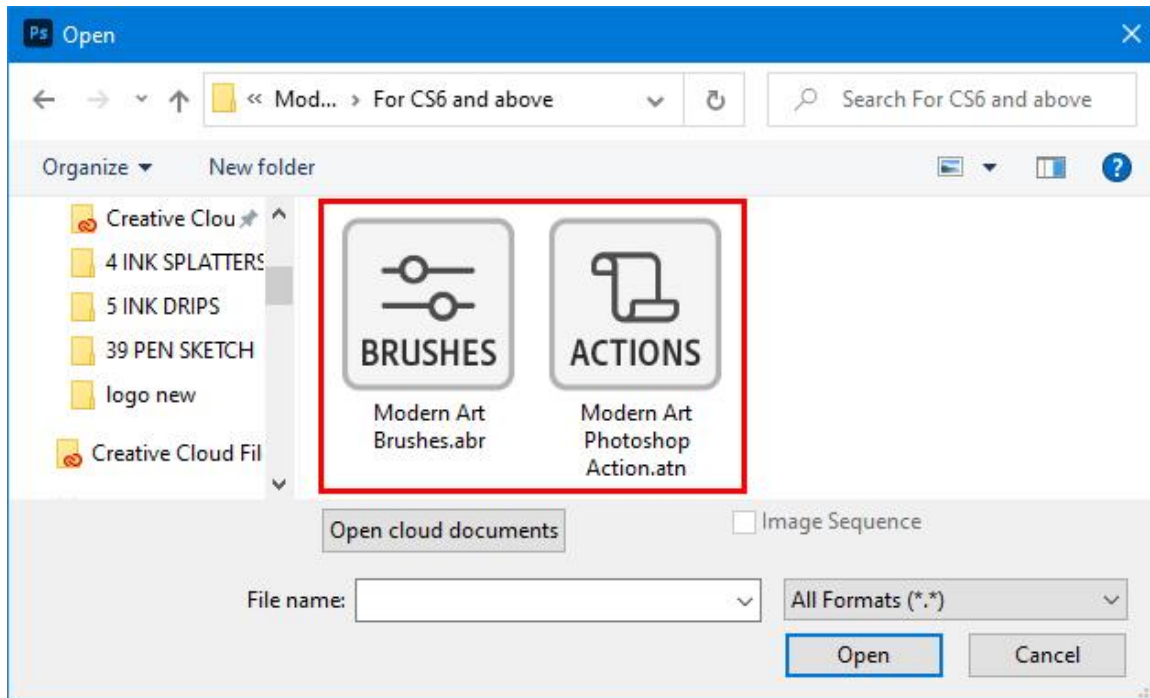 Ps Open
« Mod... › For CS6 and above
Search For CS6 and above
Organize
New folder
?
Creative Clou
4 INK SPLATTERS
5 INK DRIPS
39 PEN SKETCH
logo new
Creative Cloud Fil
BRUSHES
Modern Art
Brushes.abr
ACTIONS
Modern Art
Photoshop
Action.atn
Open cloud documents
Image Sequence
File name:
All Formats (*.*)
Open
Cancel